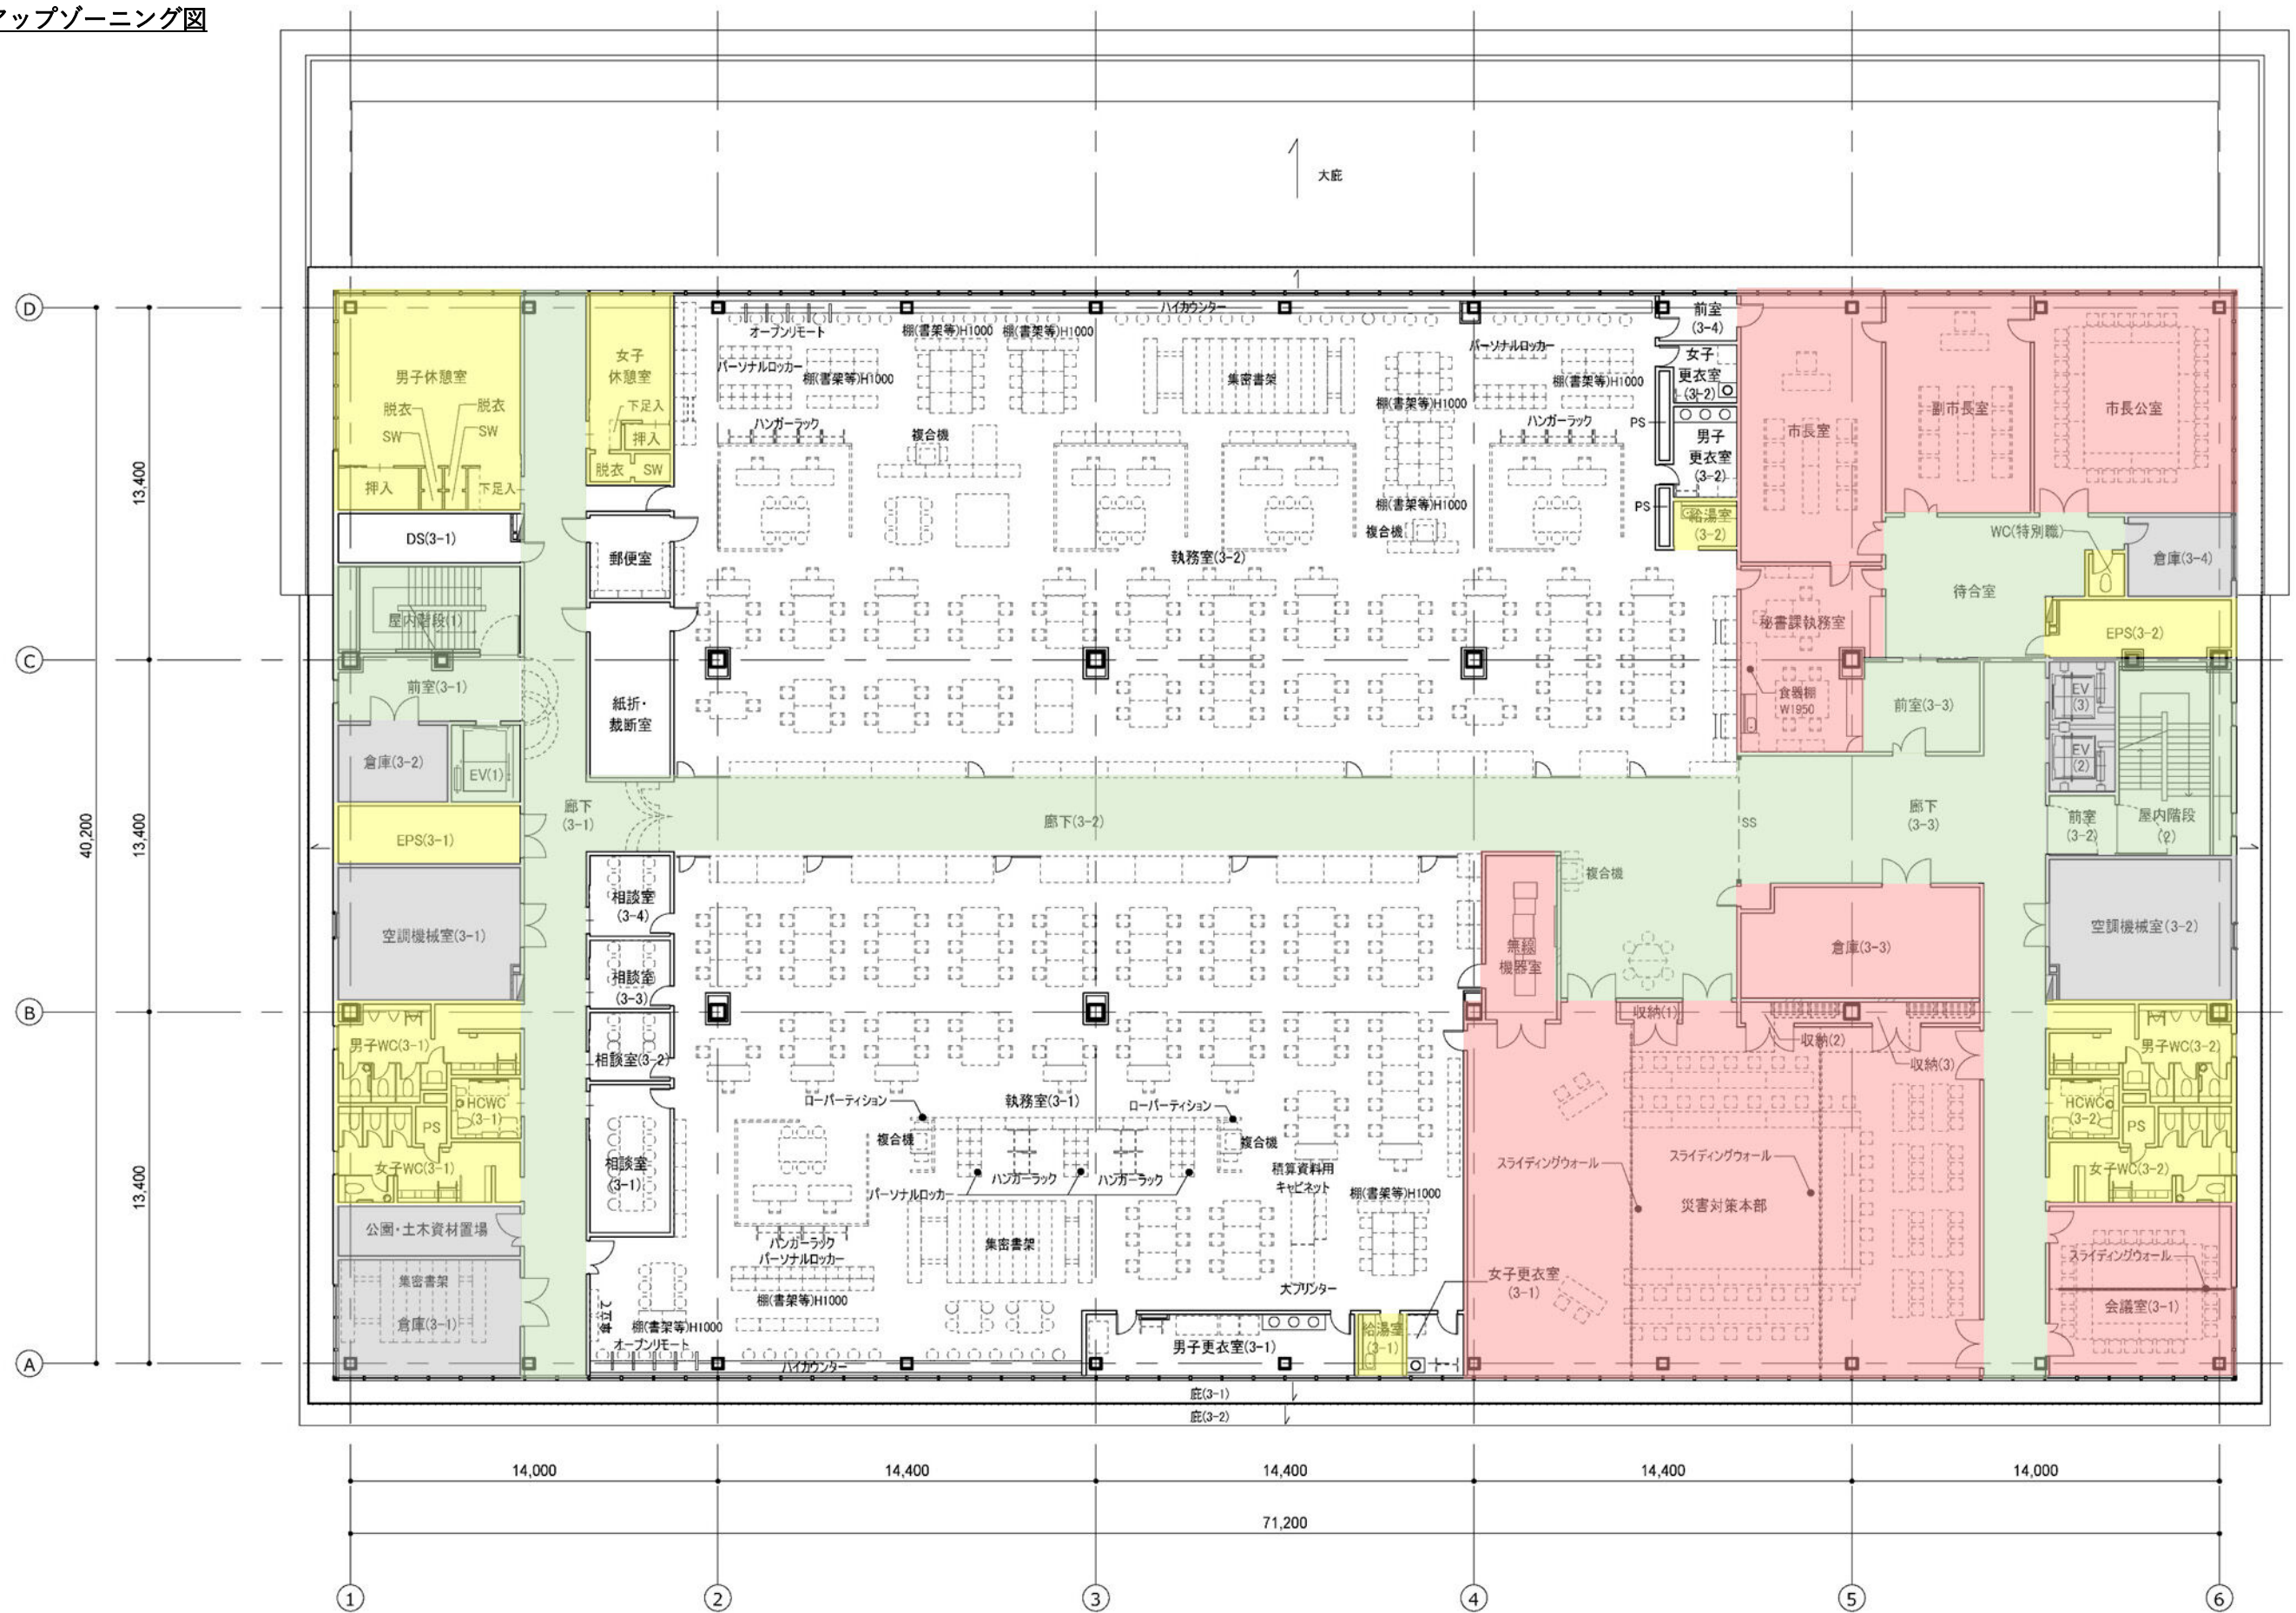 アップゾーニング図
大庇
D
13,400
C
40,200
13,400
B
13,400
A
男子休憩室
脱衣
脱衣
SW
SW
押入
下足入
女子
休憩室
下足入
押入
脱衣
SW
DS(3-1)
郵便室
屋内階段(1)
前室(3-1)
紙折・
裁断室
倉庫(3-2)
EV(1)
廊下
(3-1)
EPS(3-1)
空調機械室(3-1)
男子WC(3-1)
HCWC
(3-1)
PS
女子WC(3-1)
公園・土木資材置場
集密書架
倉庫(3-1)
ハイカウンター
オープンリモート
棚(書架等)H1000
棚(書架等)H1000
パーソナルロッカー
棚(書架等)H1000
集密書架
パーソナルロッカー
棚(書架等)H1000
棚(書架等)H1000
ハンガーラック
複合機
ハンガーラック
棚(書架等)H1000
複合機
執務室(3-2)
前室
(3-4)
女子
更衣室
(3-2)
PS
男子
更衣室
(3-2)
PS
給湯室
(3-2)
市長室
副市長室
市長公室
WC(特別職)
倉庫(3-4)
待合室
秘書課執務室
EPS(3-2)
食器棚
W1950
前室(3-3)
EV
(3)
EV
(2)
廊下(3-2)
SS
廊下
(3-3)
前室
(3-2)
屋内階段
(2)
相談室
(3-4)
相談室
(3-3)
相談室(3-2)
相談室
(3-1)
複合機
無線
機器室
倉庫(3-3)
空調機械室(3-2)
収納(1)
収納(2)
収納(3)
男子WC(3-2)
HCWC
(3-2)
PS
女子WC(3-2)
ローパーティション
執務室(3-1)
ローパーティション
複合機
複合機
ハンガーラック
ハンガーラック
パーソナルロッカー
積算資料用
キャビネット
棚(書架等)H1000
スライディングウォール
スライディングウォール
災害対策本部
スライディングウォール
会議室(3-1)
ハンガーラック
パーソナルロッカー
集密書架
棚(書架等)H1000
大プリンター
女子更衣室
(3-1)
棚(書架等)H1000
オープンリモート
ハイカウンター
男子更衣室(3-1)
給湯室
(3-1)
庇(3-1)
庇(3-2)
14,000
14,400
14,400
14,400
14,000
71,200
1
2
3
4
5
6